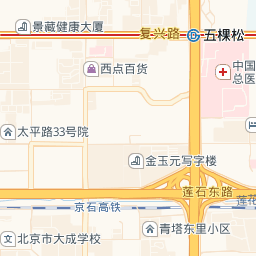 景藏健康大厦
复兴路
五棵松
西点百货
中国
总医
太平路33号院
金玉元写字楼
莲石东路
莲花
京石高铁
青塔东里小区
北京市大成学校